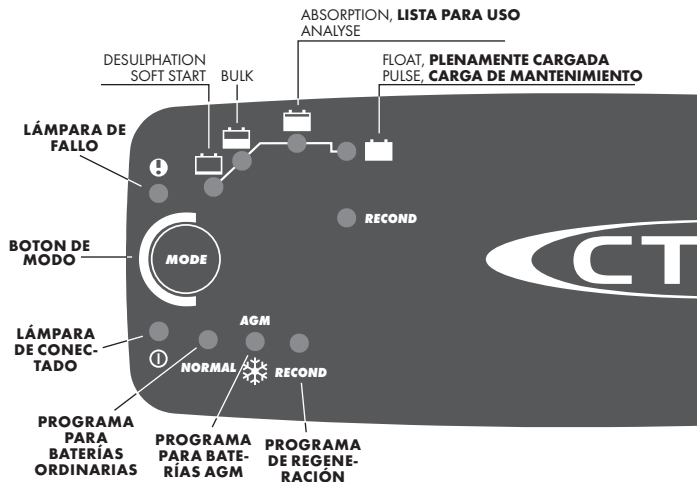 ABSORPTION, LISTA PARA USO
ANALYSE
DESULPHATION
SOFT START
BULK
FLOAT, PLENAMENTE CARGADA
PULSE, CARGA DE MANTENIMIENTO
LÁMPARA DE
FALLO
RECOND
BOTON DE
MODO
MODE
CT
LÁMPARA
DE CONEC-
TADO
AGM
NORMAL
RECOND
PROGRAMA
PARA
BATERÍAS
ORDINARIAS
PROGRAMA
PARA BATE-
RÍAS AGM
PROGRAMA
DE REGENE-
RACIÓN